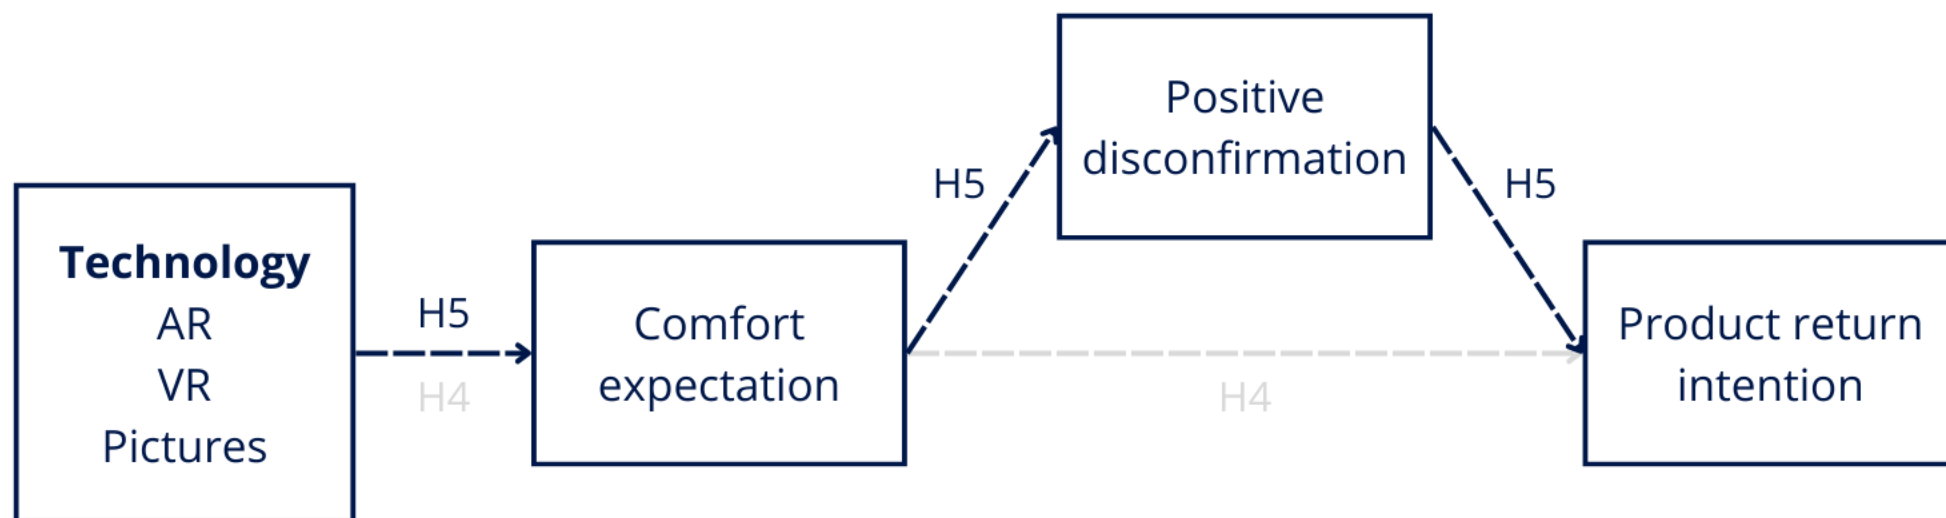 Technology
AR
VR
Pictures
H5
H4
Comfort
expectation
H5
Positive
disconfirmation
H5
H4
Product return
intention